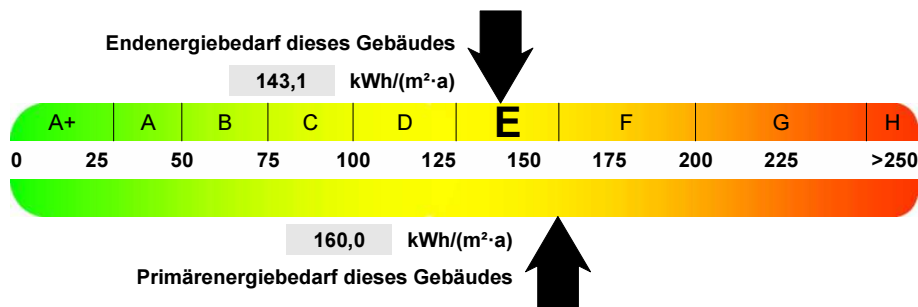 Endenergiebedarf dieses Gebäudes
143,1 kWh/(m²·a)
A+ A B C D E F G H
0 25 50 75 100 125 150 175 200 225 >250
160,0 kWh/(m²·a)
Primärenergiebedarf dieses Gebäudes